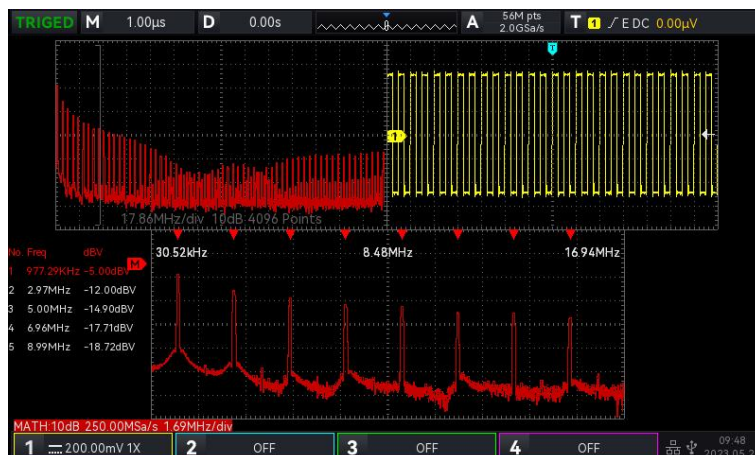 TRIGED M 1.00µs D 0.00s A 56M pts 2.0GSa/s T 1 E DC 0.00µV
T
1
17.86MHz/div 10dB 4096 Points
30.52kHz 8.48MHz 16.94MHz
No. Freq dBV
M
1 977.29KHz -5.00dBV
2 2.97MHz -12.00dBV
3 5.00MHz -14.90dBV
4 6.96MHz -17.71dBV
5 8.99MHz -18.72dBV
MATH:10dB 250.00MSa/s 1.69MHz/div
1 200.00mV 1X 2 OFF 3 OFF 4 OFF 09:48
2023.05